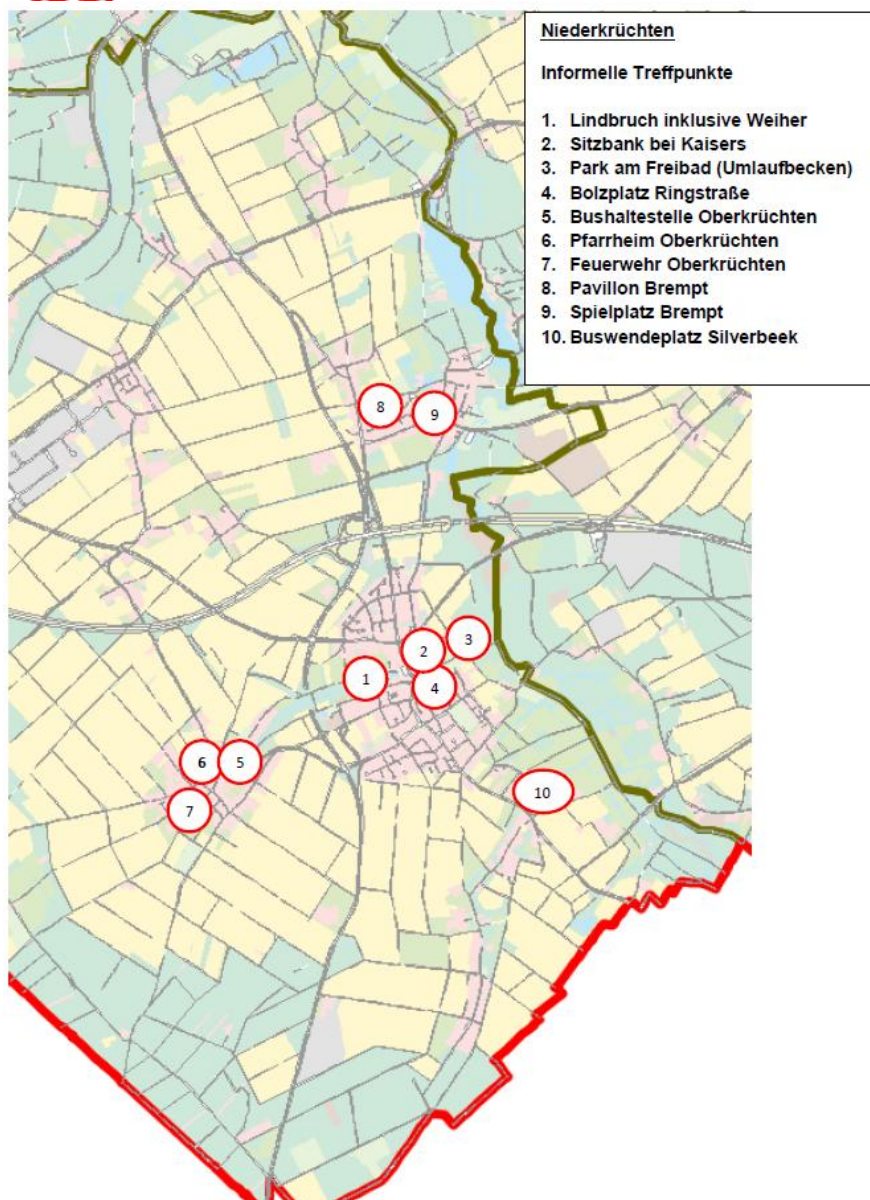 Niederkrüchten
Informelle Treffpunkte
1. Lindbruch inklusive Weiher
2. Sitzbank bei Kaisers
3. Park am Freibad (Umlaufbecken)
4. Bolzplatz Ringstraße
5. Bushaltestelle Oberkrüchten
6. Pfarrheim Oberkrüchten
7. Feuerwehr Oberkrüchten
8. Pavillon Brempt
9. Spielplatz Brempt
10. Buswendeplatz Silverbeek
8
9
3
2
1
4
6 5
10
7